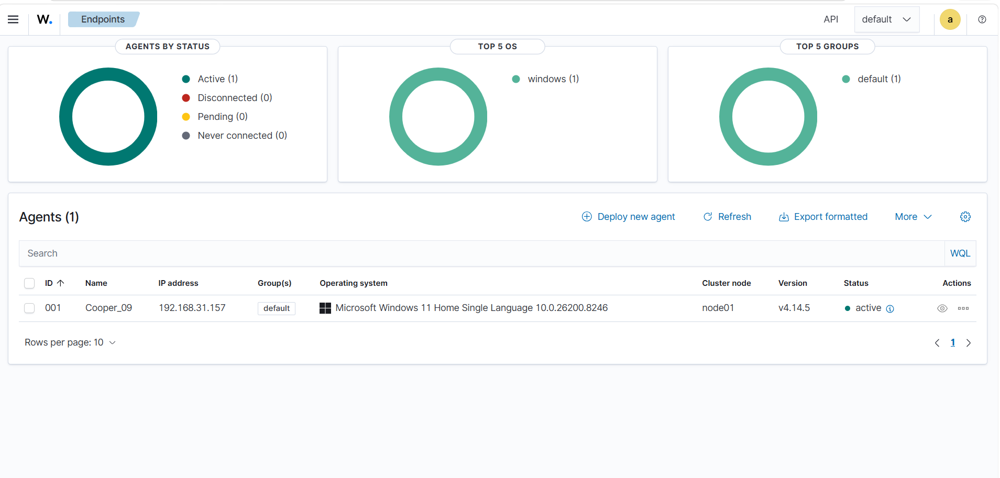 W. Endpoints API default a
AGENTS BY STATUS
Active (1)
Disconnected (0)
Pending (0)
Never connected (0)
TOP 5 OS
windows (1)
TOP 5 GROUPS
default (1)
Agents (1) Deploy new agent Refresh Export formatted More
Search WQL
ID Name IP address Group(s) Operating system Cluster node Version Status Actions
001 Cooper_09 192.168.31.157 default Microsoft Windows 11 Home Single Language 10.0.26200.8246 node01 v4.14.5 active
Rows per page: 10 1